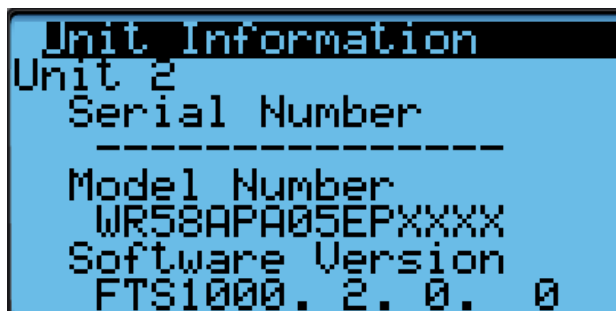 Unit Information
Unit 2
Serial Number
---------------
Model Number
WR58APA05EPXXXX
Software Version
FTS1000. 2. 0.  0